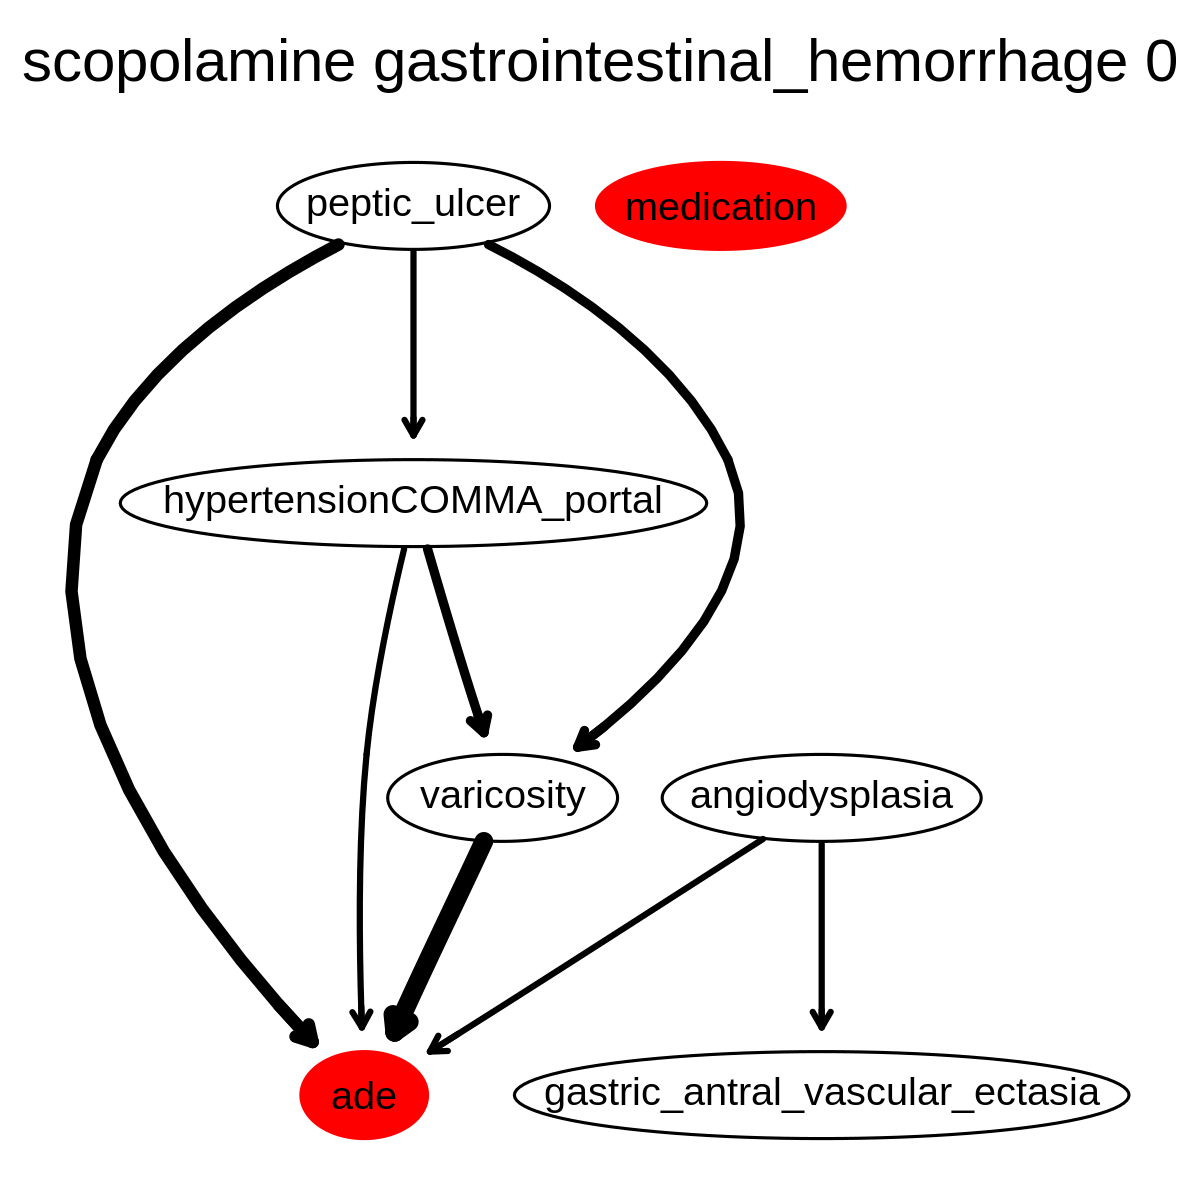 scopolamine gastrointestinal_hemorrhage 0
peptic_ulcer
medication
hypertensionCOMMA_portal
varicosity
angiodysplasia
ade
gastric_antral_vascular_ectasia